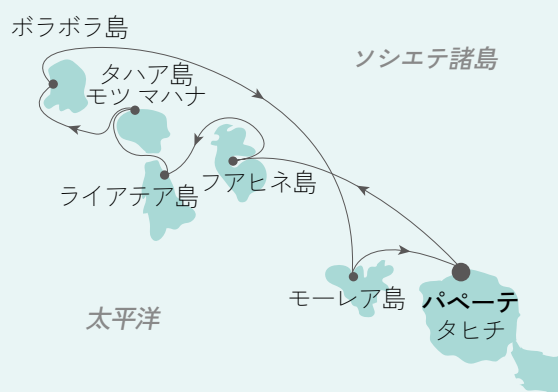 ボラボラ島
ソシエテ諸島
タハア島
モツ マハナ
ライアテア島
フアヒネ島
モーレア島
パペーテ
タヒチ
太平洋